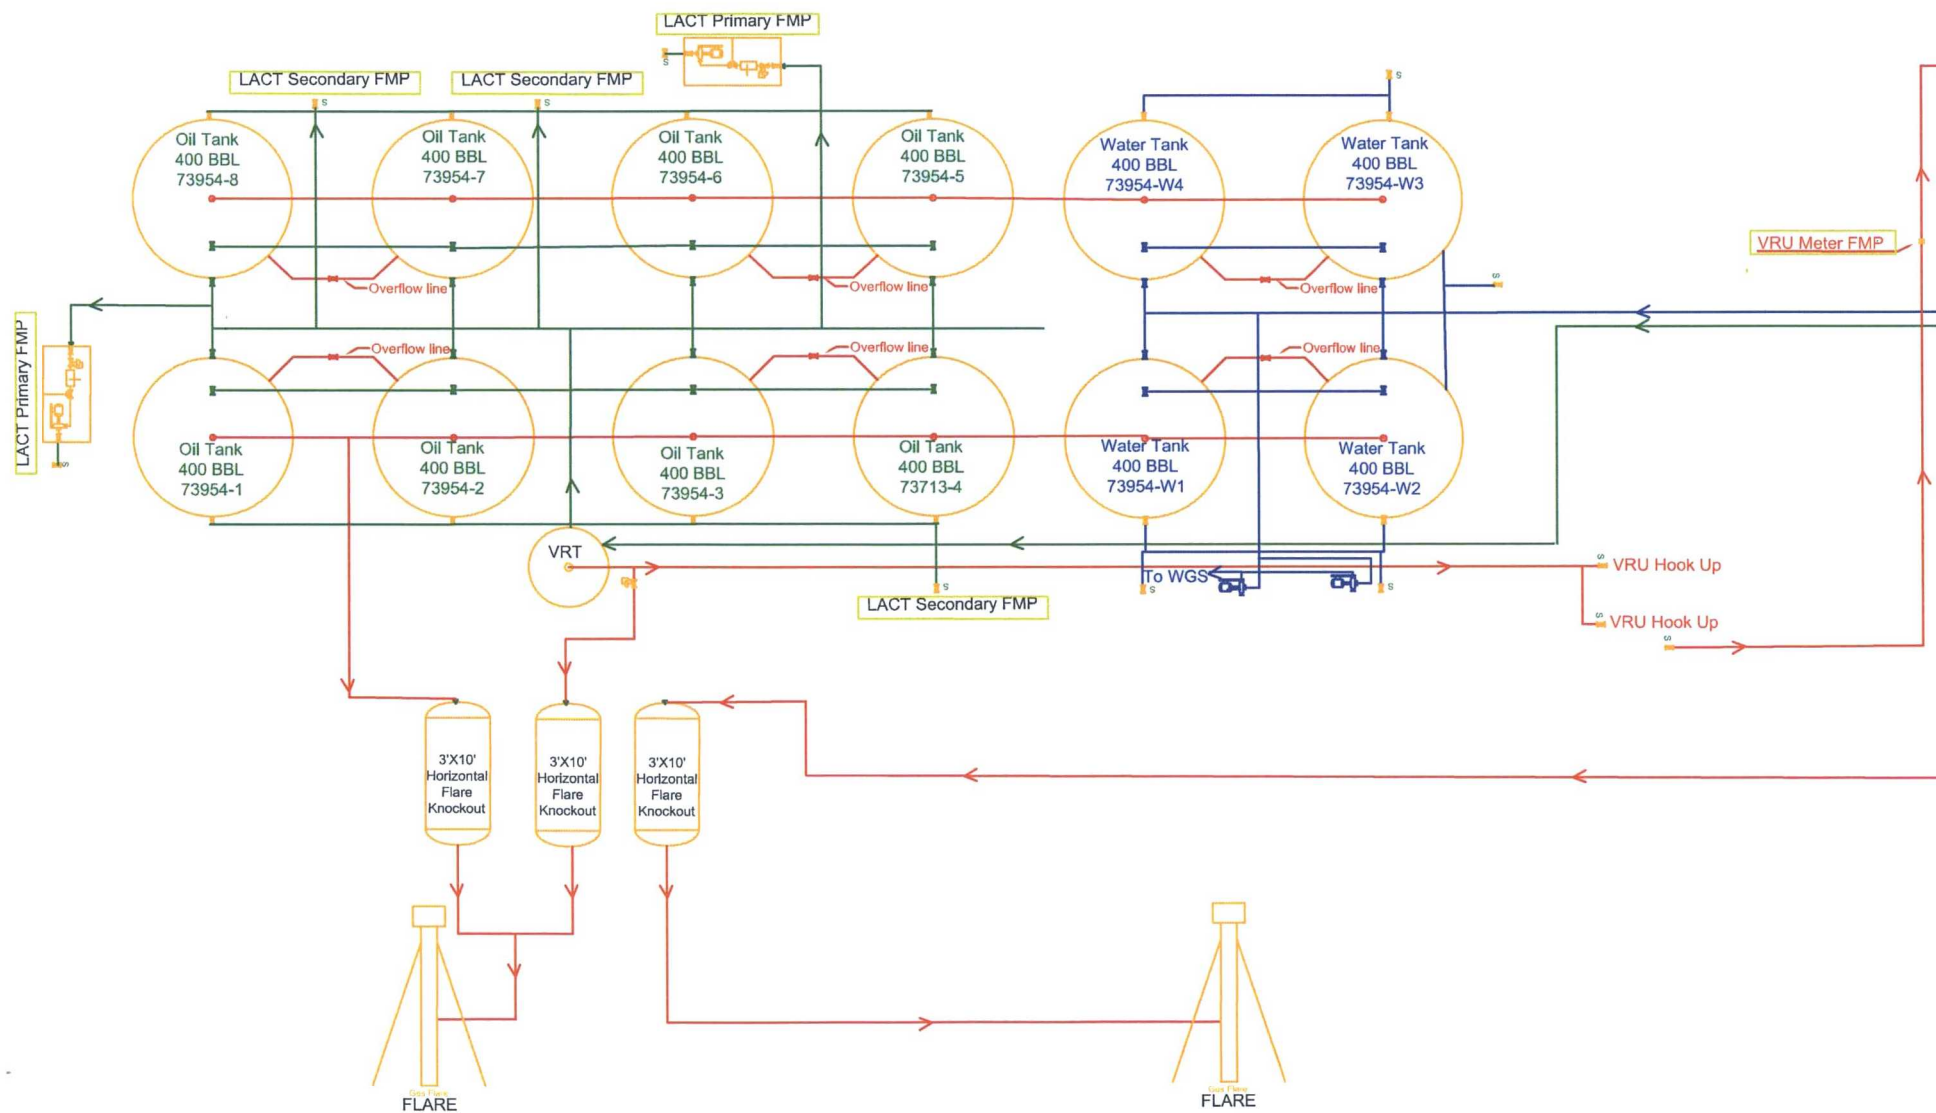 LACT Primary FMP
S
LACT Secondary FMP
LACT Secondary FMP
S
S
S
S
Oil Tank
400 BBL
73954-8
Oil Tank
400 BBL
73954-7
Oil Tank
400 BBL
73954-6
Oil Tank
400 BBL
73954-5
Water Tank
400 BBL
73954-W4
Water Tank
400 BBL
73954-W3
VRU Meter FMP
Overflow line
Overflow line
Overflow line
S
LACT Primary FMP
S
Overflow line
Overflow line
Overflow line
Oil Tank
400 BBL
73954-1
Oil Tank
400 BBL
73954-2
Oil Tank
400 BBL
73954-3
Oil Tank
400 BBL
73713-4
Water Tank
400 BBL
73954-W1
Water Tank
400 BBL
73954-W2
VRT
To WGS
S
S
S
LACT Secondary FMP
S
VRU Hook Up
S
VRU Hook Up
S
3'X10'
Horizontal
Flare
Knockout
3'X10'
Horizontal
Flare
Knockout
3'X10'
Horizontal
Flare
Knockout
Gas Flare
FLARE
Gas Flare
FLARE